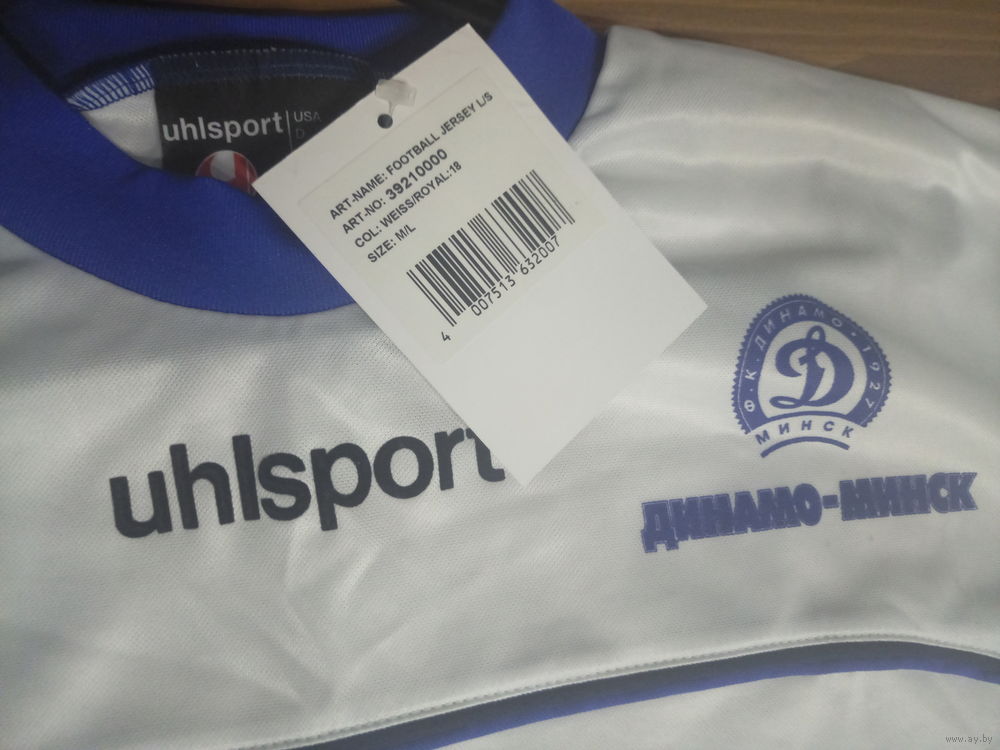 uhlsport
USA
D
ART-NAME: FOOTBALL JERSEY L/S
ART-NO: 39210000
COL: WEISS/ROYAL:18
SIZE: M/L
4 007513 632007
Ф.К.ДИНАМО·1927
D
МИНСК
uhlsport
ДИНАМО-МИНСК
www.ay.by